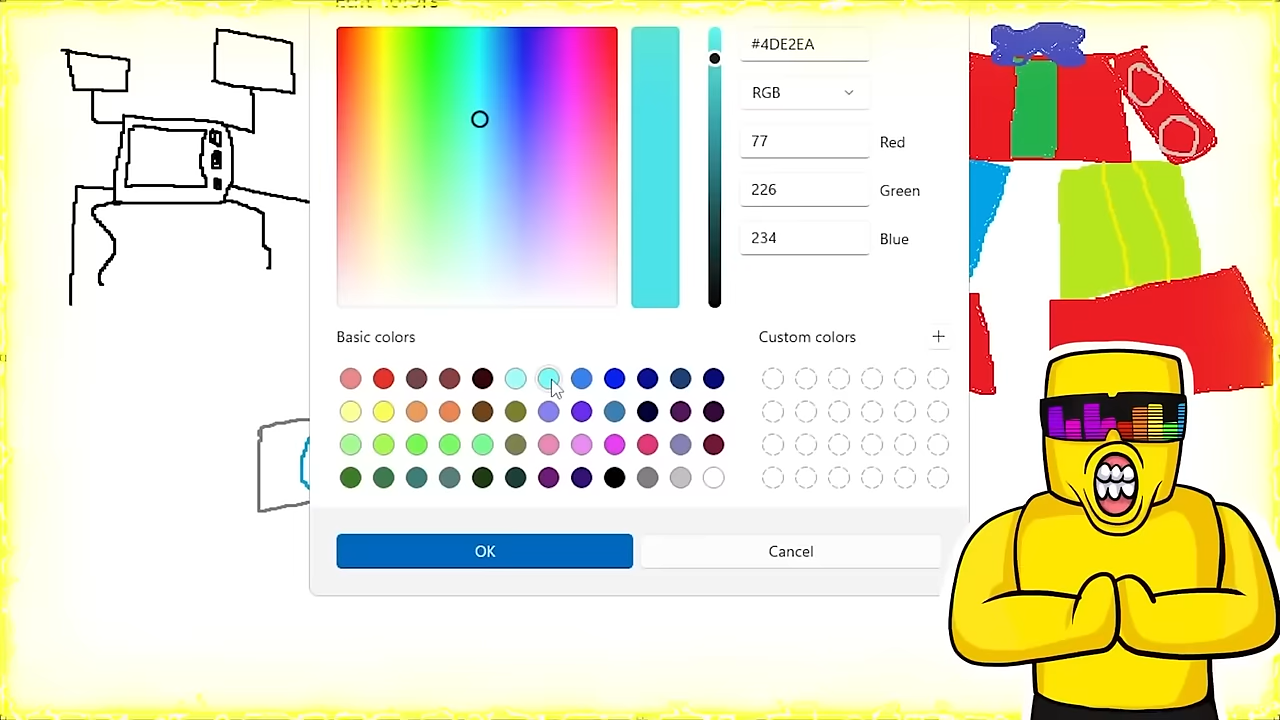 #4DE2EA
RGB
77 Red
226 Green
234 Blue
Basic colors
Custom colors
OK
Cancel